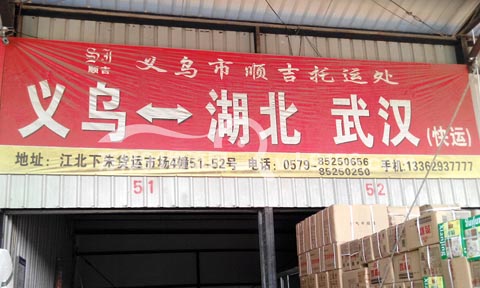 SJ
顺吉
义乌市顺吉托运处
义乌↔湖北 武汉(快运)
地址:江北下朱货运市场4幢51-52号 电话:0579-85250656 手机:13362937777
85250250
51 52